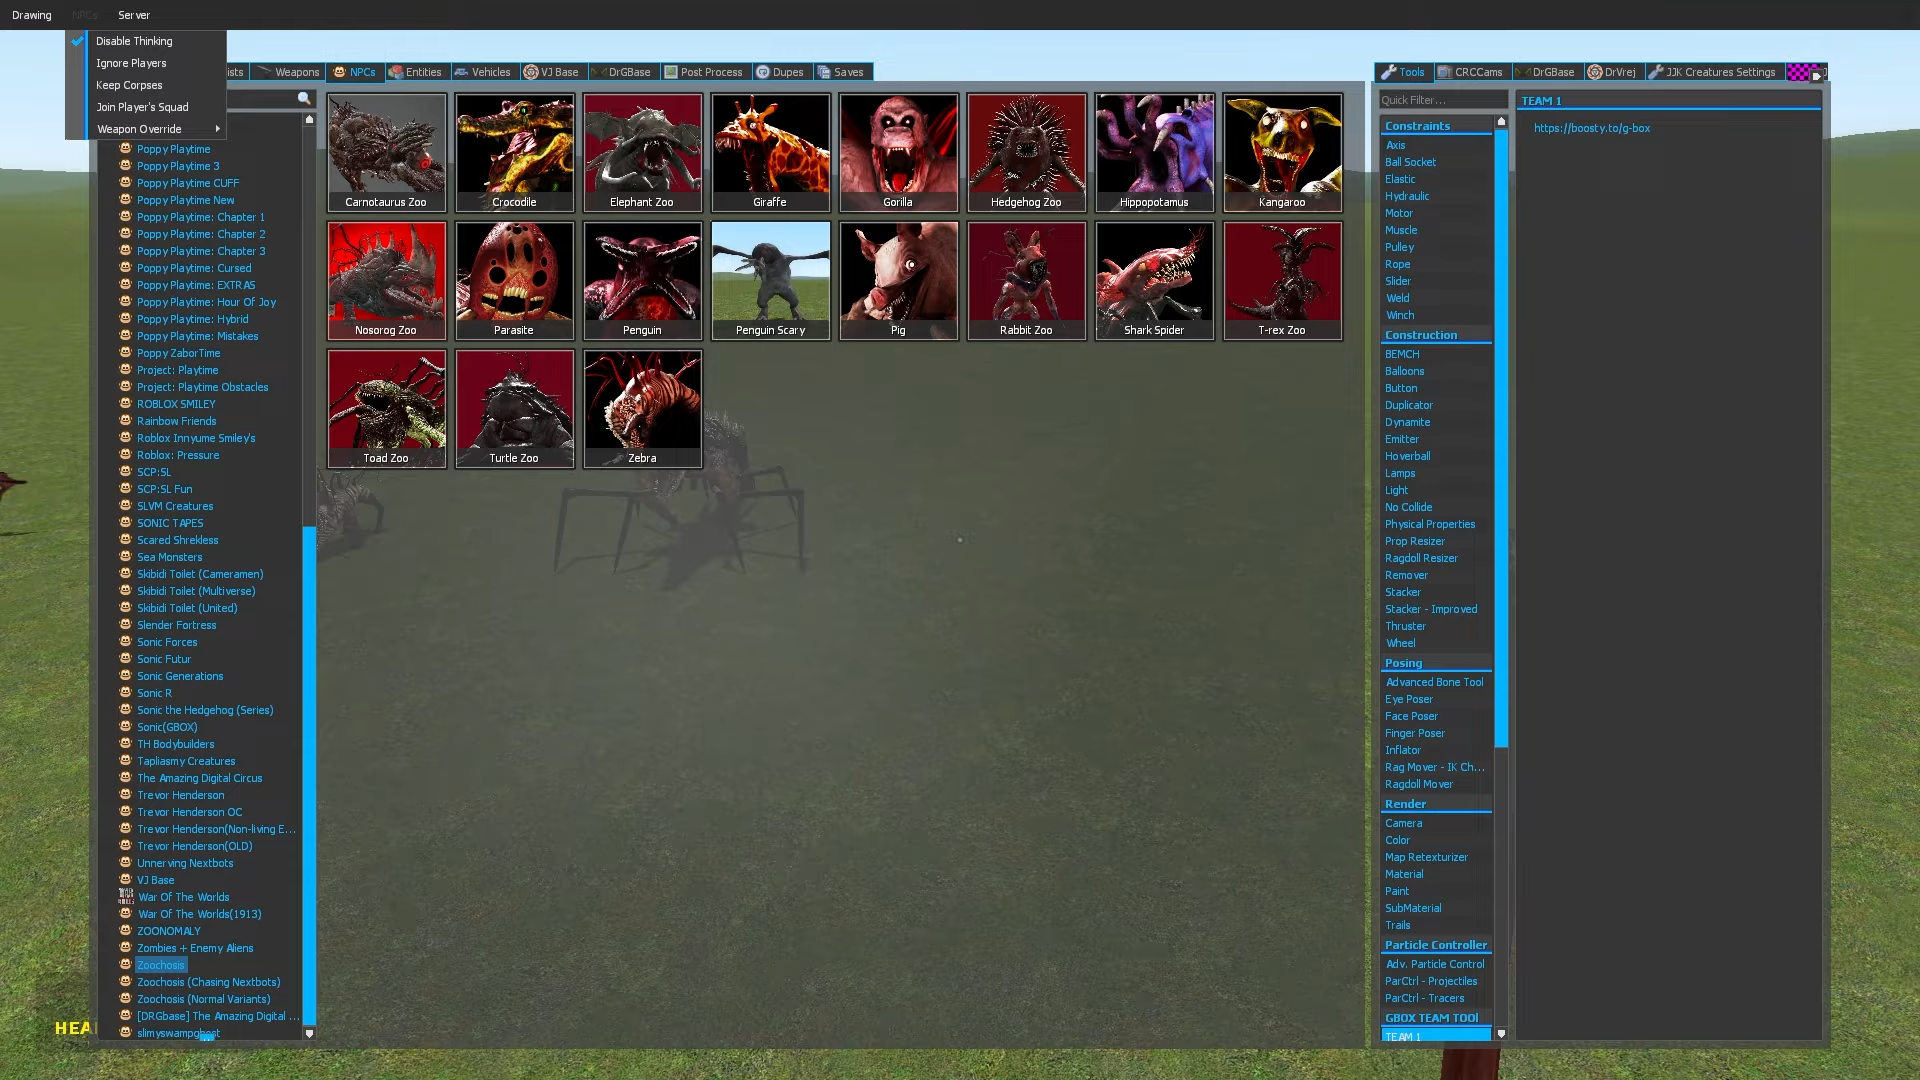 Drawing
NPCs
Server
Disable Thinking
Ignore Players
Keep Corpses
Join Player's Squad
Weapon Override
ists
Weapons
NPCs
Entities
Vehicles
VJ Base
DrGBase
Post Process
Dupes
Saves
Poppy Playtime
Poppy Playtime 3
Poppy Playtime CUFF
Poppy Playtime New
Poppy Playtime: Chapter 1
Poppy Playtime: Chapter 2
Poppy Playtime: Chapter 3
Poppy Playtime: Cursed
Poppy Playtime: EXTRAS
Poppy Playtime: Hour Of Joy
Poppy Playtime: Hybrid
Poppy Playtime: Mistakes
Poppy ZaborTime
Project: Playtime
Project: Playtime Obstacles
ROBLOX SMILEY
Rainbow Friends
Roblox Innyume Smiley's
Roblox: Pressure
SCP:SL
SCP:SL Fun
SLVM Creatures
SONIC TAPES
Scared Shrekless
Sea Monsters
Skibidi Toilet (Cameramen)
Skibidi Toilet (Multiverse)
Skibidi Toilet (United)
Slender Fortress
Sonic Forces
Sonic Futur
Sonic Generations
Sonic R
Sonic the Hedgehog (Series)
Sonic(GBOX)
TH Bodybuilders
Tapliasmy Creatures
The Amazing Digital Circus
Trevor Henderson
Trevor Henderson OC
Trevor Henderson(Non-living E...
Trevor Henderson(OLD)
Unnerving Nextbots
VJ Base
War Of The Worlds
War Of The Worlds(1913)
ZOONOMALY
Zombies + Enemy Aliens
Zoochosis
Zoochosis (Chasing Nextbots)
Zoochosis (Normal Variants)
[DRGbase] The Amazing Digital ...
slimyswampghost
HEA
Carnotaurus Zoo
Crocodile
Elephant Zoo
Giraffe
Gorilla
Hedgehog Zoo
Hippopotamus
Kangaroo
Nosorog Zoo
Parasite
Penguin
Penguin Scary
Pig
Rabbit Zoo
Shark Spider
T-rex Zoo
Toad Zoo
Turtle Zoo
Zebra
Tools
CRCCams
DrGBase
DrVrej
JJK Creatures Settings
Quick Filter...
Constraints
Axis
Ball Socket
Elastic
Hydraulic
Motor
Muscle
Pulley
Rope
Slider
Weld
Winch
Construction
BEMCH
Balloons
Button
Duplicator
Dynamite
Emitter
Hoverball
Lamps
Light
No Collide
Physical Properties
Prop Resizer
Ragdoll Resizer
Remover
Stacker
Stacker - Improved
Thruster
Wheel
Posing
Advanced Bone Tool
Eye Poser
Face Poser
Finger Poser
Inflator
Rag Mover - IK Ch...
Ragdoll Mover
Render
Camera
Color
Map Retexturizer
Material
Paint
SubMaterial
Trails
Particle Controller
Adv. Particle Control
ParCtrl - Projectiles
ParCtrl - Tracers
GBOX TEAM TOOl
TEAM 1
TEAM 1
https://boosty.to/g-box